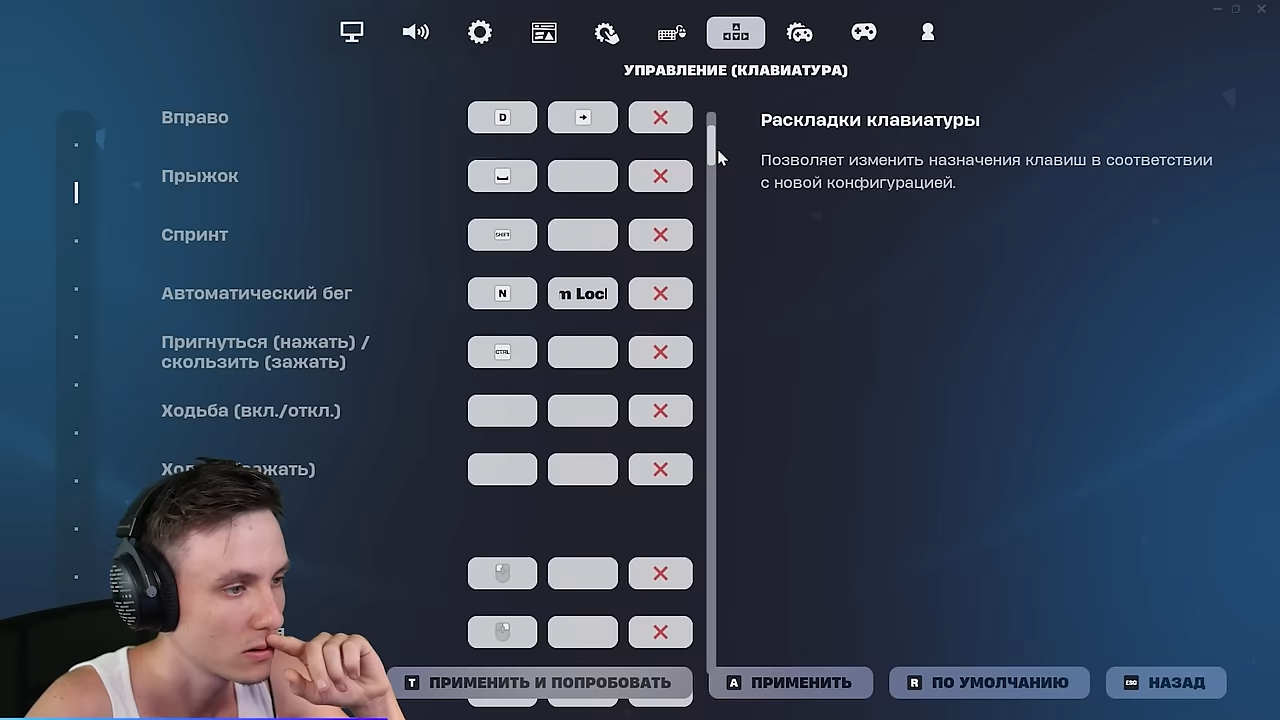 УПРАВЛЕНИЕ (КЛАВИАТУРА)
Вправо
D
Прыжок
Спринт
SHIFT
Автоматический бег
N
m Loc
Пригнуться (нажать) /
скользить (зажать)
CTRL
Ходьба (вкл./откл.)
Раскладки клавиатуры
Позволяет изменить назначения клавиш в соответствии
с новой конфигурацией.
T ПРИМЕНИТЬ И ПОПРОБОВАТЬ
A ПРИМЕНИТЬ
R ПО УМОЛЧАНИЮ
ESC НАЗАД